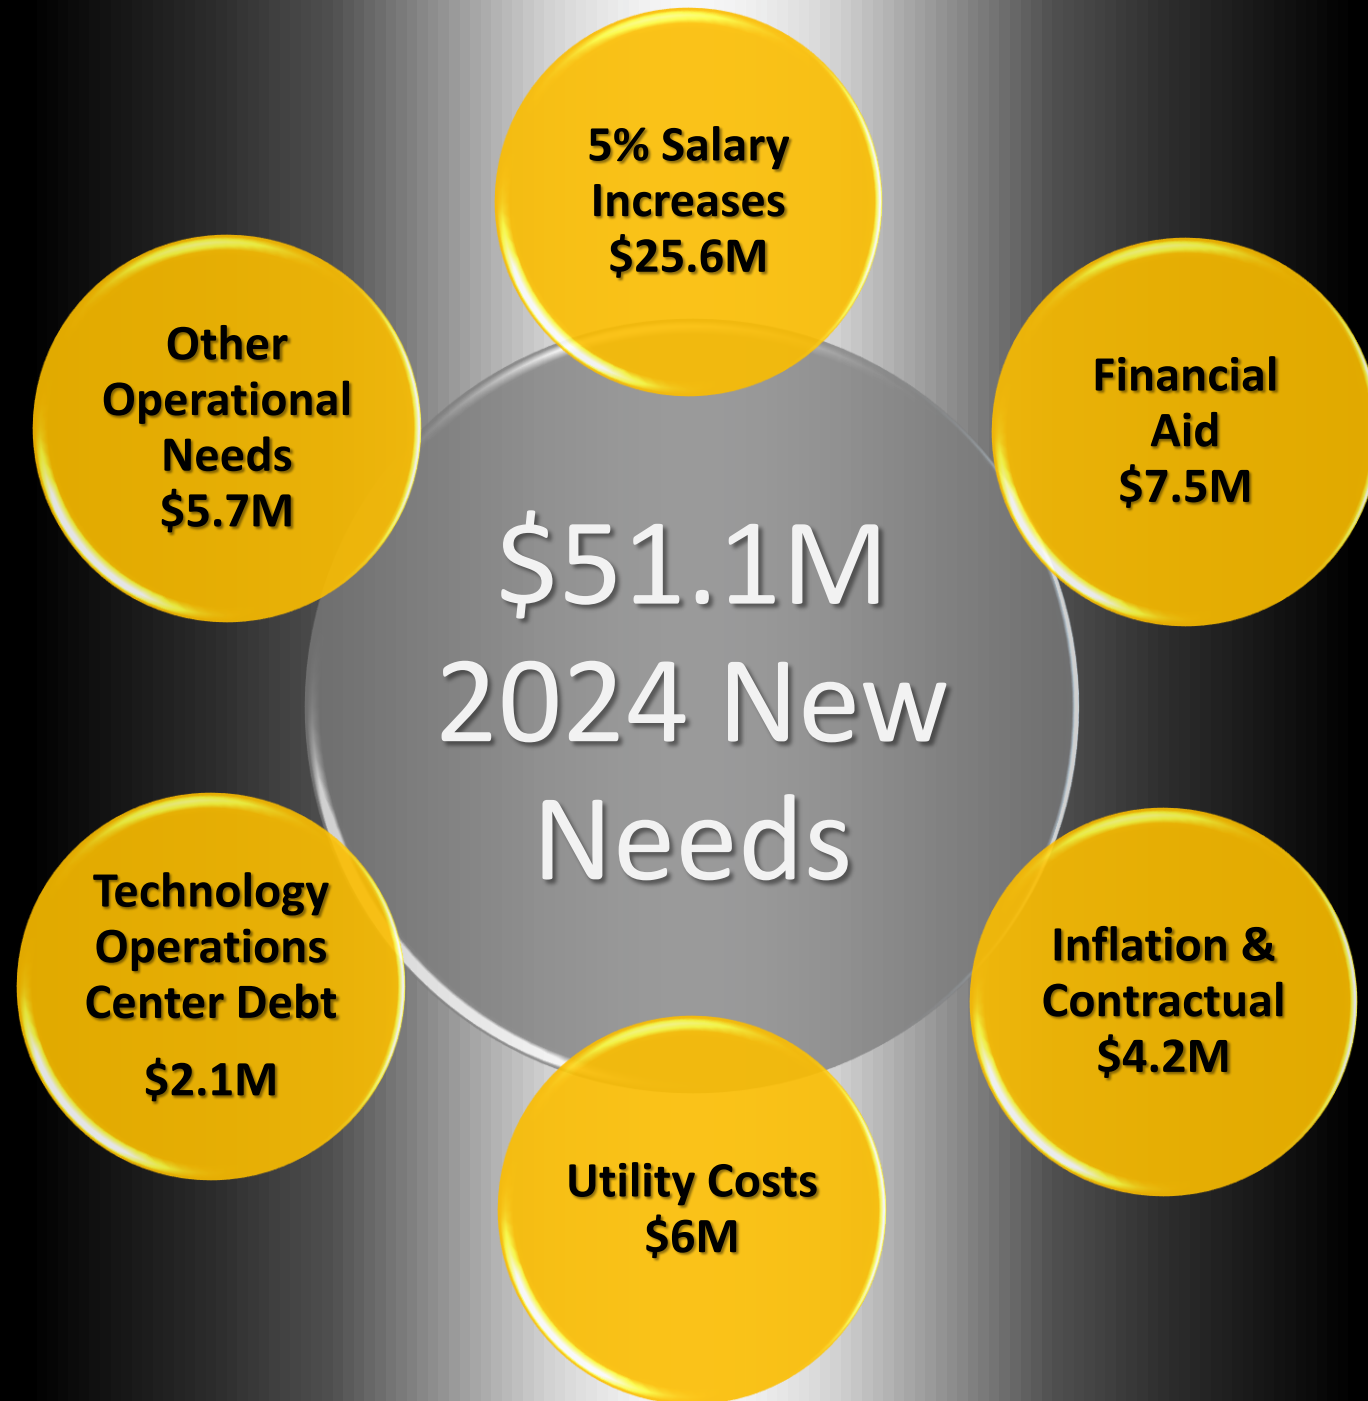 5% Salary
Increases
$25.6M
Financial
Aid
$7.5M
Inflation &
Contractual
$4.2M
Utility Costs
$6M
Technology
Operations
Center Debt
$2.1M
Other
Operational
Needs
$5.7M
$51.1M
2024 New
Needs